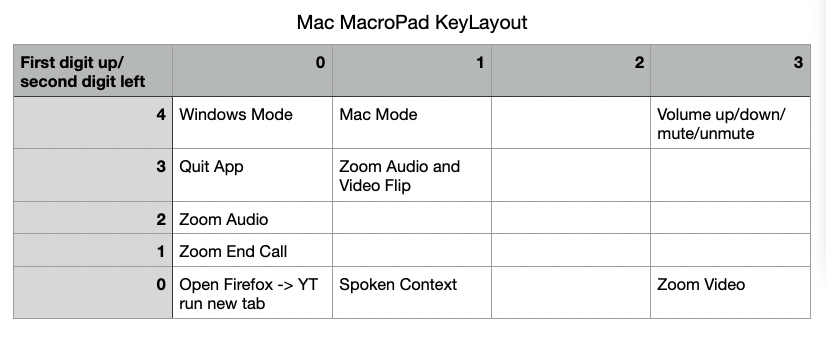 Mac MacroPad KeyLayout
First digit up/ 0 1 2 3
second digit left
4 Windows Mode Mac Mode Volume up/down/
mute/unmute
3 Quit App Zoom Audio and
Video Flip
2 Zoom Audio
1 Zoom End Call
0 Open Firefox -> YT Spoken Context Zoom Video
run new tab